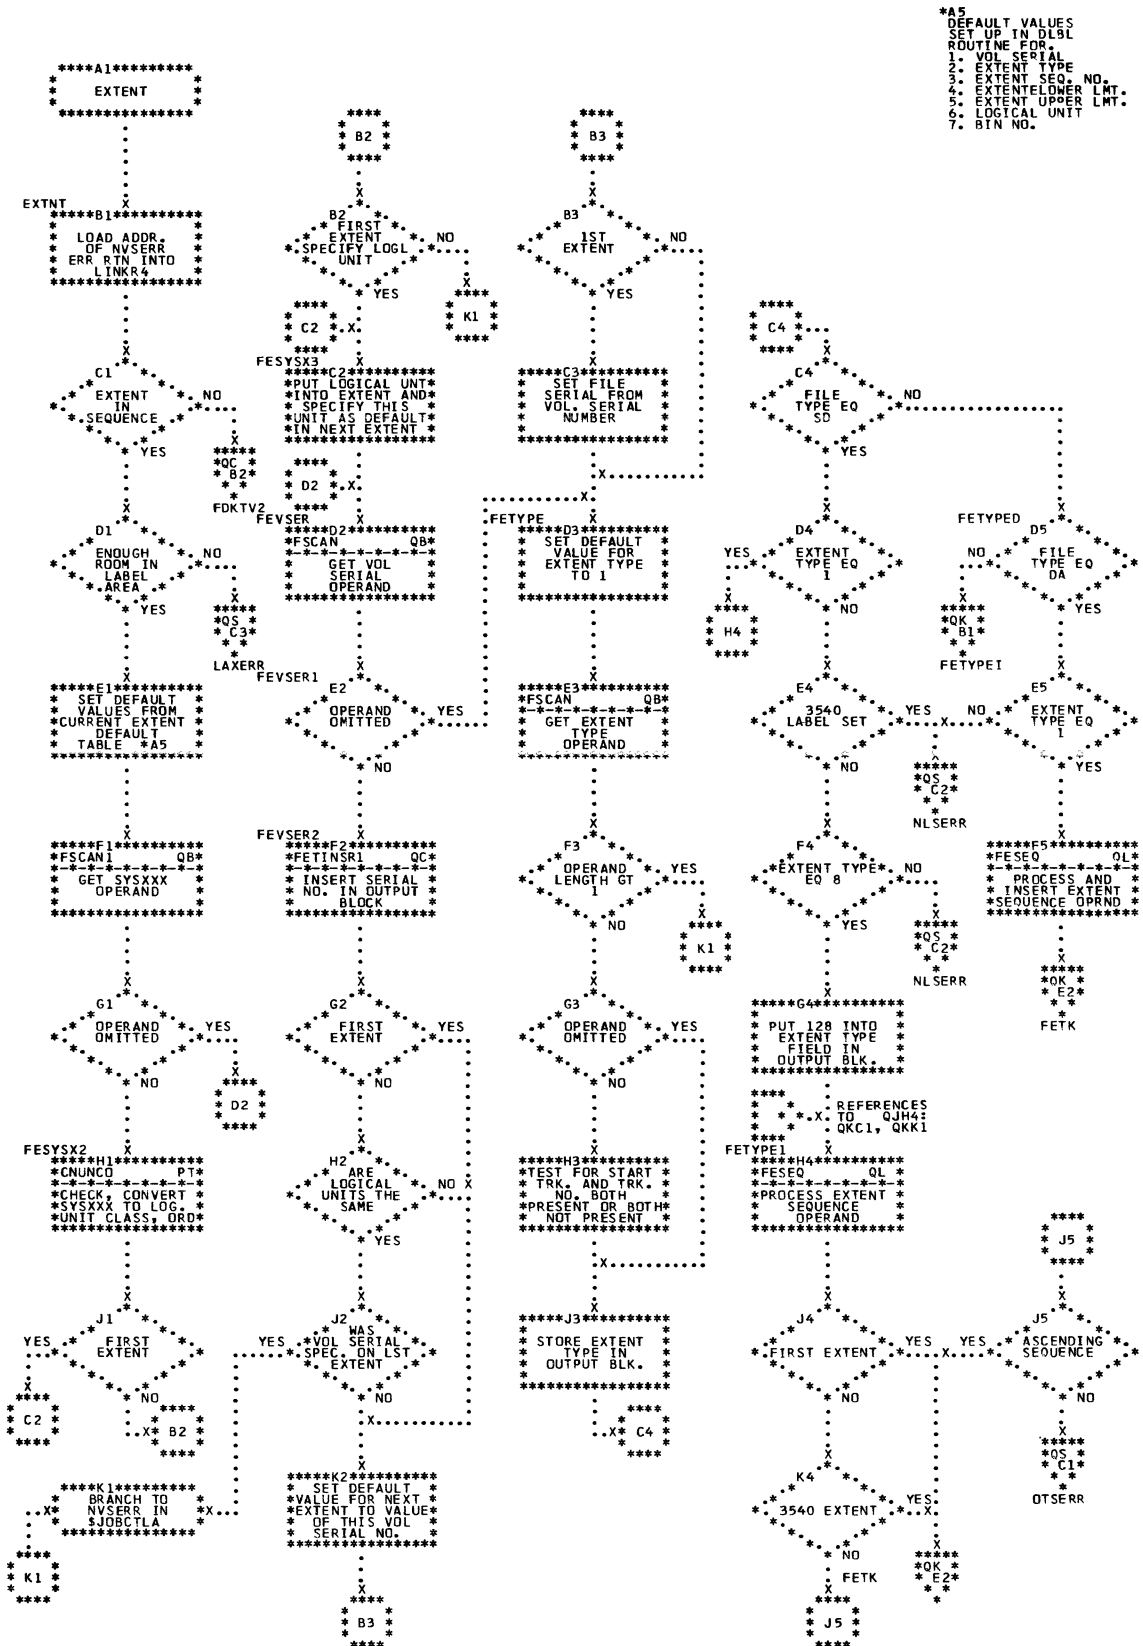 *A5
DEFAULT VALUES
SET UP IN DLBL
ROUTINE FOR.
1. VOL SERIAL
2. EXTENT TYPE
3. EXTENT SEQ. NO.
4. EXTENTELOWER LMT.
5. EXTENT UPPER LMT.
6. LOGICAL UNIT
7. BIN NO.
****A1*********
EXTENT
EXTNT
*****B1**********
LOAD ADDR.
OF NVSERR
ERR RTN INTO
LINKR4
C1
EXTENT
IN
SEQUENCE
NO
YES
*QC
B2*
FDKTV2
D1
ENOUGH
ROOM IN
LABEL
AREA
NO
YES
*QS
C3*
LAXERR
*****E1**********
SET DEFAULT
VALUES FROM
*CURRENT EXTENT
DEFAULT
TABLE *A5
*****F1**********
*FSCAN1 QB*
GET SYSXXX
OPERAND
G1
OPERAND
OMITTED
YES
NO
D2
FESYSX2
*****H1**********
*CNUNCO PT*
*CHECK, CONVERT
*SYSXXX TO LOG.
*UNIT CLASS, ORD*
J1
YES
FIRST
EXTENT
NO
C2
B2
****K1*********
BRANCH TO
NVSERR IN
$JOBCTLA
K1
B2
B2
FIRST
EXTENT
SPECIFY LOGL
UNIT
NO
YES
K1
C2
FESYSX3
*****C2**********
*PUT LOGICAL UNT*
*INTO EXTENT AND*
SPECIFY THIS
*UNIT AS DEFAULT
*IN NEXT EXTENT
D2
FEVSER
*****D2**********
*FSCAN QB*
GET VOL
SERIAL
OPERAND
FEVSER1
E2
OPERAND
OMITTED
YES
NO
FEVSER2
*****F2**********
*FETINSR1 QC*
INSERT SERIAL
NO. IN OUTPUT
BLOCK
G2
FIRST
EXTENT
YES
NO
H2
ARE
LOGICAL
UNITS THE
SAME
NO
YES
J2
WAS
VOL SERIAL
SPEC. ON LST
EXTENT
YES
NO
*****K2**********
SET DEFAULT
*VALUE FOR NEXT
*EXTENT TO VALUE
OF THIS VOL
SERIAL NO.
B3
B3
B3
1ST
EXTENT
NO
YES
*****C3**********
SET FILE
SERIAL FROM
VOL. SERIAL
NUMBER
FETYPE
*****D3**********
SET DEFAULT
VALUE FOR
EXTENT TYPE
TO 1
*****E3**********
*FSCAN QB*
GET EXTENT
TYPE
OPERAND
F3
OPERAND
LENGTH GT
1
YES
NO
K1
G3
OPERAND
OMITTED
YES
NO
*****H3**********
*TEST FOR START
TRK. AND TRK.
NO. BOTH
*PRESENT OR BOTH*
NOT PRESENT
*****J3**********
STORE EXTENT
TYPE IN
OUTPUT BLK.
C4
C4
C4
FILE
TYPE EQ
SD
NO
YES
D4
YES
EXTENT
TYPE EQ
1
NO
H4
E4
3540
LABEL SET
YES
NO
*QS
C2*
NLSERR
F4
EXTENT TYPE
EQ 8
NO
YES
*QS
C2*
NLSERR
*****G4**********
PUT 128 INTO
EXTENT TYPE
FIELD IN
OUTPUT BLK.
REFERENCES
TO QJH4:
QKC1, QKK1
FETYPE1
*****H4**********
*FESEQ QL*
*PROCESS EXTENT
SEQUENCE
OPERAND
J4
FIRST EXTENT
YES
NO
K4
3540 EXTENT
YES
NO
FETK
*QK
E2*
J5
FETYPED
D5
NO
FILE
TYPE EQ
DA
YES
*QK
B1*
FETYPEI
E5
NO
EXTENT
TYPE EQ
1
YES
*****F5**********
*FESEQ QL*
PROCESS AND
INSERT EXTENT
*SEQUENCE OPRND
*QK
E2*
FETK
J5
J5
YES
ASCENDING
SEQUENCE
NO
*QS
C1*
OTSERR